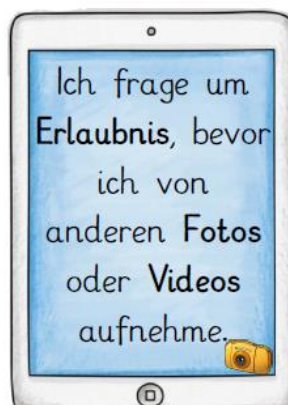 Ich frage um
Erlaubnis, bevor
ich von
anderen Fotos
oder Videos
aufnehme.